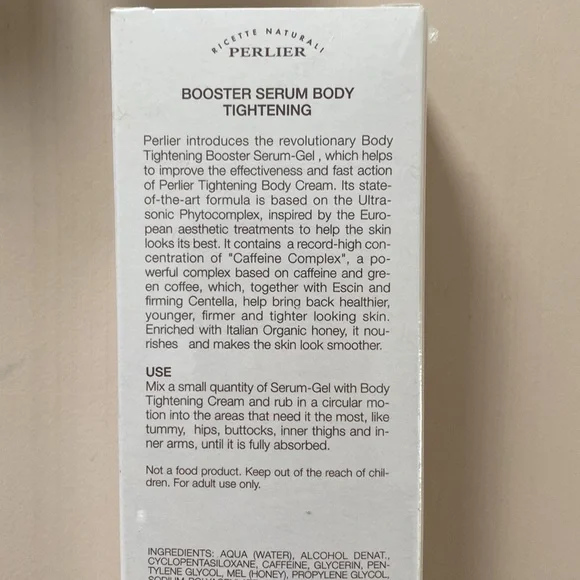 RICETTE NATURALI
PERLIER
BOOSTER SERUM BODY
TIGHTENING
Perlier introduces the revolutionary Body
Tightening Booster Serum-Gel , which helps
to improve the effectiveness and fast action
of Perlier Tightening Body Cream. Its state-
of-the-art formula is based on the Ultra-
sonic Phytocomplex, inspired by the Euro-
pean aesthetic treatments to help the skin
looks its best. It contains a record-high con-
centration of "Caffeine Complex", a po-
werful complex based on caffeine and gre-
en coffee, which, together with Escin and
firming Centella, help bring back healthier,
younger, firmer and tighter looking skin.
Enriched with Italian Organic honey, it nou-
rishes and makes the skin look smoother.
USE
Mix a small quantity of Serum-Gel with Body
Tightening Cream and rub in a circular mo-
tion into the areas that need it the most, like
tummy, hips, buttocks, inner thighs and in-
ner arms, until it is fully absorbed.
Not a food product. Keep out of the reach of chil-
dren. For adult use only.
INGREDIENTS: AQUA (WATER), ALCOHOL DENAT.,
CYCLOPENTASILOXANE, CAFFEINE, GLYCERIN, PEN-
TYLENE GLYCOL, MEL (HONEY), PROPYLENE GLYCOL,